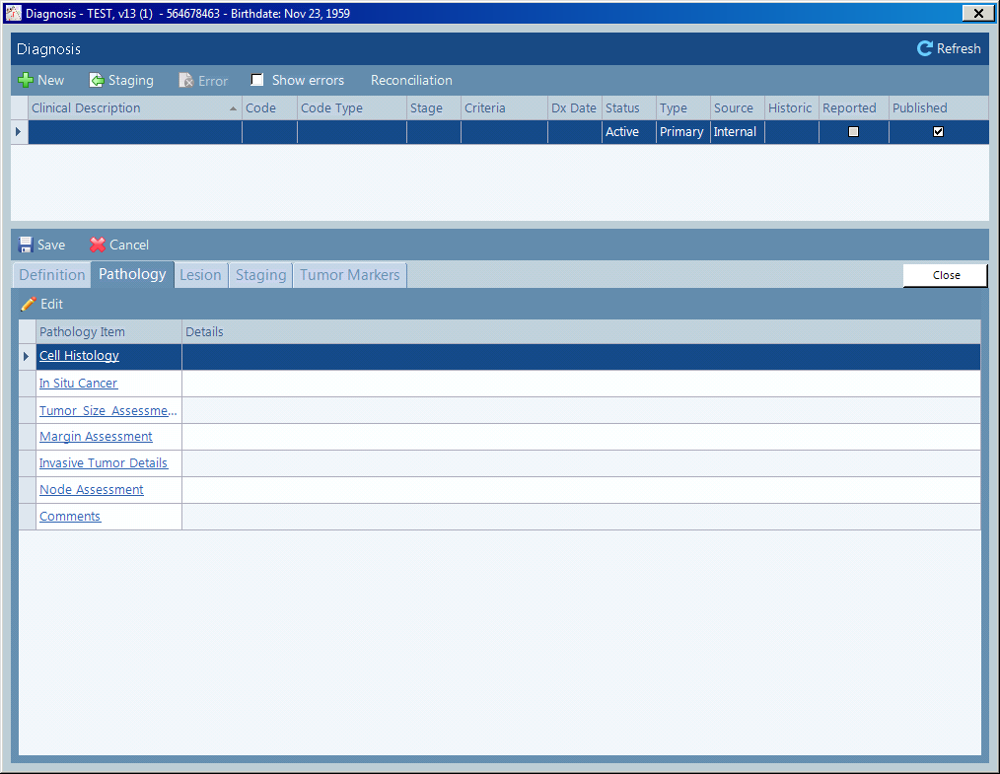 Diagnosis - TEST, v13 (1) - 564678463 - Birthdate: Nov 23, 1959
Diagnosis Refresh
New Staging Error Show errors Reconciliation
Clinical Description Code Code Type Stage Criteria Dx Date Status Type Source Historic Reported Published
Active Primary Internal
Save Cancel
Definition Pathology Lesion Staging Tumor Markers Close
Edit
Pathology Item Details
Cell Histology
In Situ Cancer
Tumor Size Assessme...
Margin Assessment
Invasive Tumor Details
Node Assessment
Comments